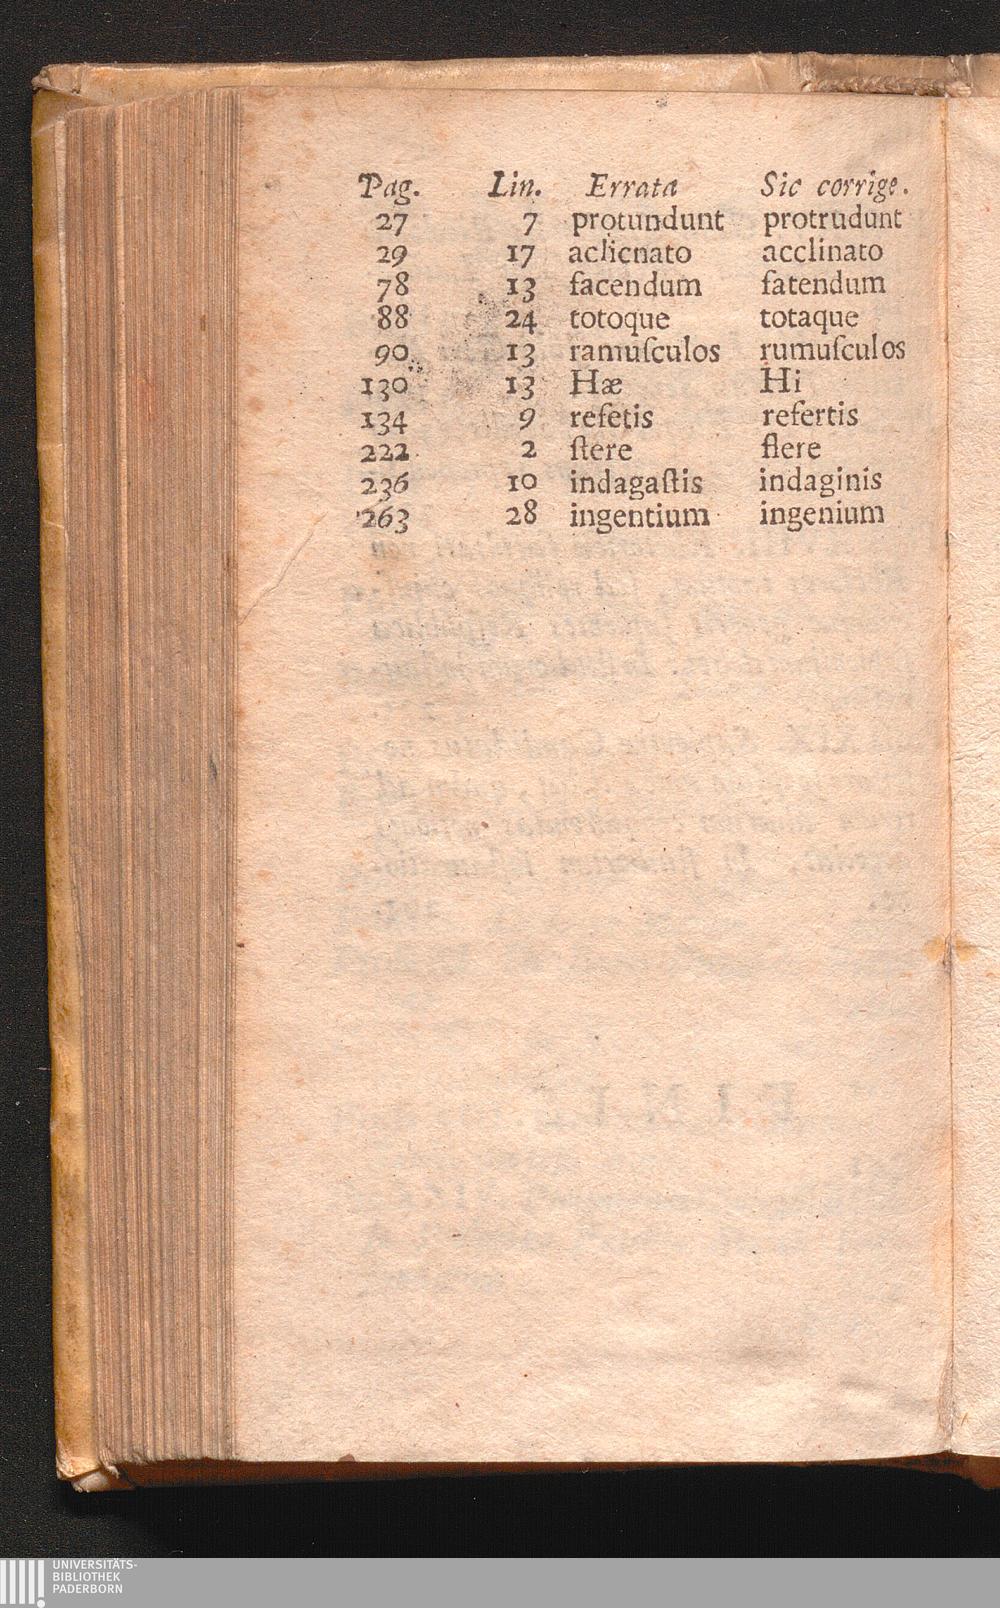 Pag. Lin. Errata Sic corrige.
27 7 protundunt protrudunt
29 17 aclicnato acclinato
78 13 facendum fatendum
88 24 totoque totaque
90 13 ramuſculos rumuſculos
130 13 Hæ Hi
134 9 refetis refertis
222 2 ſtere flere
236 10 indagaſtis indaginis
263 28 ingentium ingenium
UNIVERSITÄTS-
BIBLIOTHEK
PADERBORN